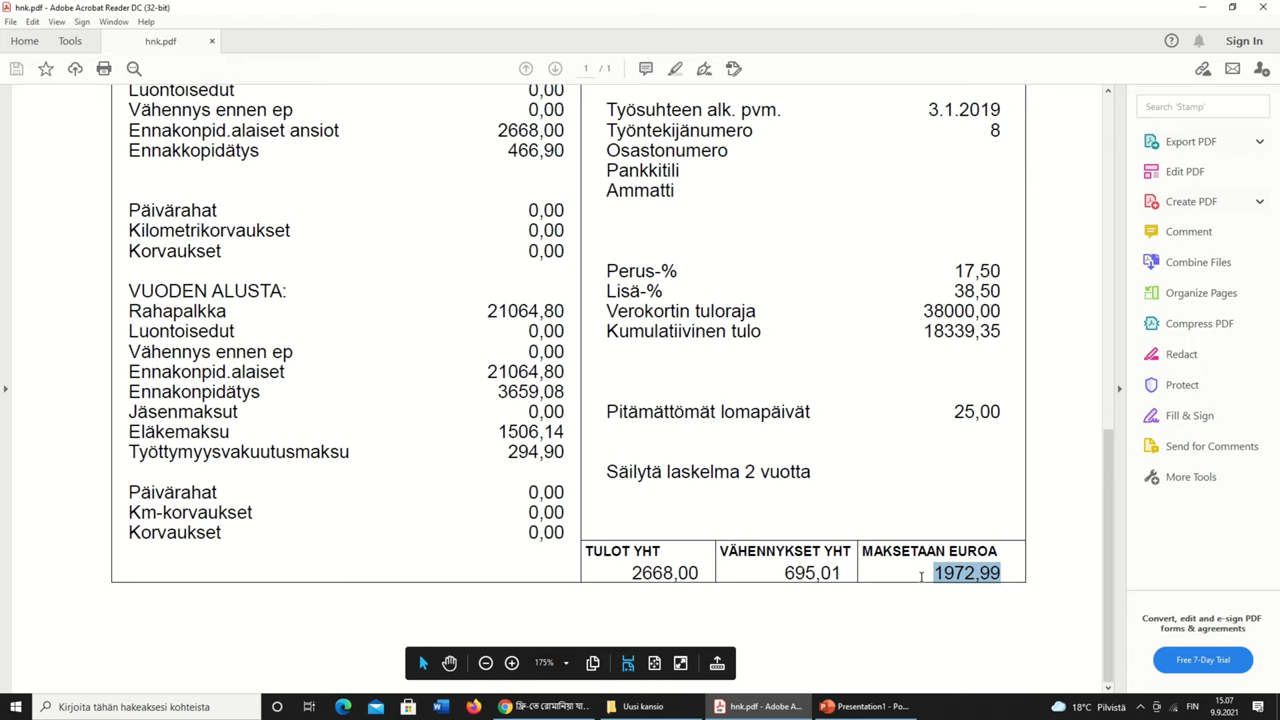 hnk.pdf - Adobe Acrobat Reader DC (32-bit)
File Edit View Sign Window Help
Home Tools hnk.pdf × Sign In
1 / 1
Luontoisedut 0,00
Vähennys ennen ep 0,00
Ennakonpid.alaiset ansiot 2668,00
Ennakkopidätys 466,90
Päivärahat 0,00
Kilometrikorvaukset 0,00
Korvaukset 0,00
VUODEN ALUSTA:
Rahapalkka 21064,80
Luontoisedut 0,00
Vähennys ennen ep 0,00
Ennakonpid.alaiset 21064,80
Ennakonpidätys 3659,08
Jäsenmaksut 0,00
Eläkemaksu 1506,14
Työttymyysvakuutusmaksu 294,90
Päivärahat 0,00
Km-korvaukset 0,00
Korvaukset 0,00
Työsuhteen alk. pvm. 3.1.2019
Työntekijänumero 8
Osastonumero
Pankkitili
Ammatti
Perus-% 17,50
Lisä-% 38,50
Verokortin tuloraja 38000,00
Kumulatiivinen tulo 18339,35
Pitämättömät lomapäivät 25,00
Säilytä laskelma 2 vuotta
TULOT YHT VÄHENNYKSET YHT MAKSETAAN EUROA
2668,00 695,01 1972,99
Search 'Stamp'
Export PDF
Edit PDF
Create PDF
Comment
Combine Files
Organize Pages
Compress PDF
Redact
Protect
Fill & Sign
Send for Comments
More Tools
Convert, edit and e-sign PDF
forms & agreements
Free 7-Day Trial
175%
Kirjoita tähän hakeaksesi kohteista
Uusi kansio
hnk.pdf - Adobe A...
Presentation1 - Po...
18°C Pilvistä
FIN
15.07
9.9.2021